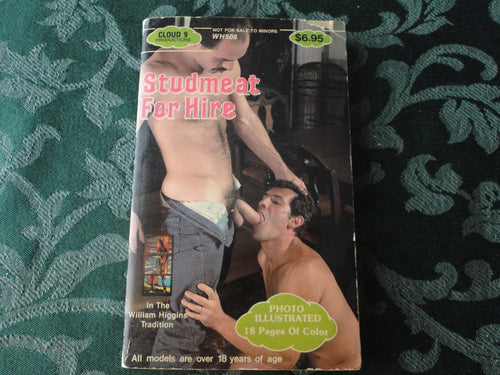 CLOUD 9
PRODUCTIONS
NOT FOR SALE TO MINORS
WH506
$6.95
Studmeat
For Hire
In The
William Higgins
Tradition
PHOTO
ILLUSTRATED
18 Pages Of Color
All models are over 18 years of age